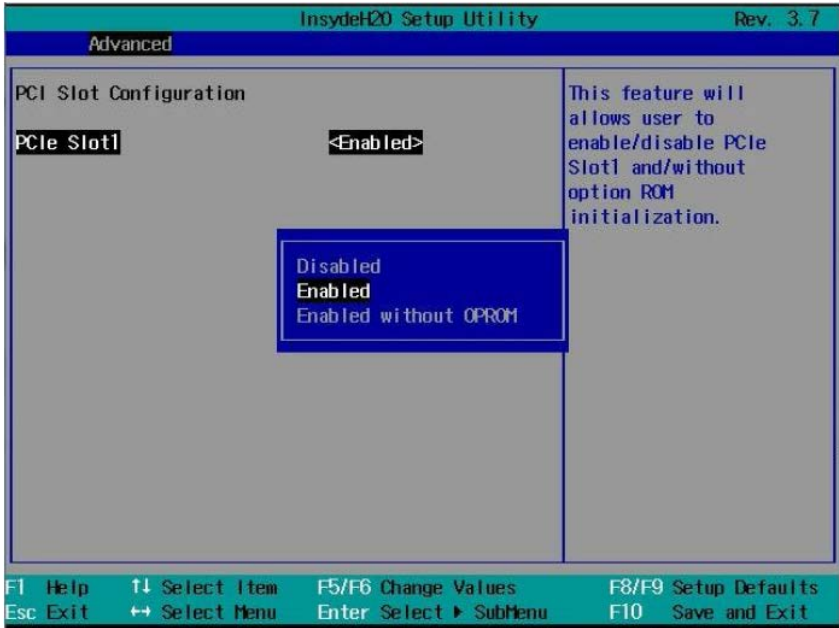 InsydeH20 Setup Utility Rev. 3.7
Advanced
PCI Slot Configuration
PCIe Slot1 <Enabled>
This feature will
allows user to
enable/disable PCIe
Slot1 and/without
option ROM
initialization.
Disabled
Enabled
Enabled without OPROM
F1 Help ↑↓ Select Item F5/F6 Change Values F8/F9 Setup Defaults
Esc Exit ↔ Select Menu Enter Select ▶ SubMenu F10 Save and Exit